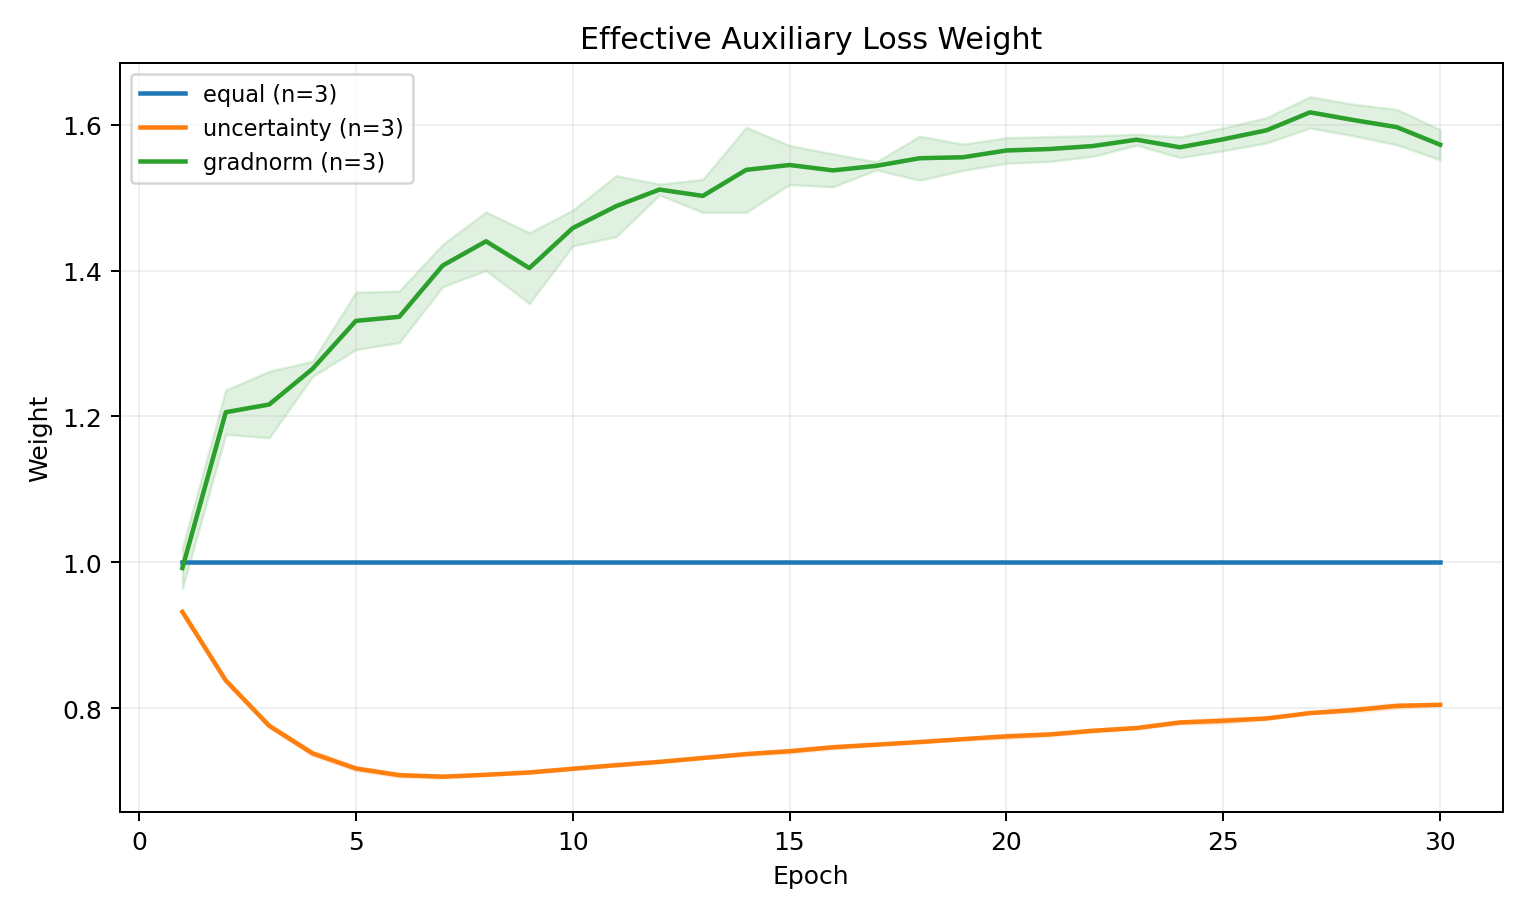 Effective Auxiliary Loss Weight
equal (n=3)
uncertainty (n=3)
gradnorm (n=3)
Weight
1.6
1.4
1.2
1.0
0.8
0 5 10 15 20 25 30
Epoch